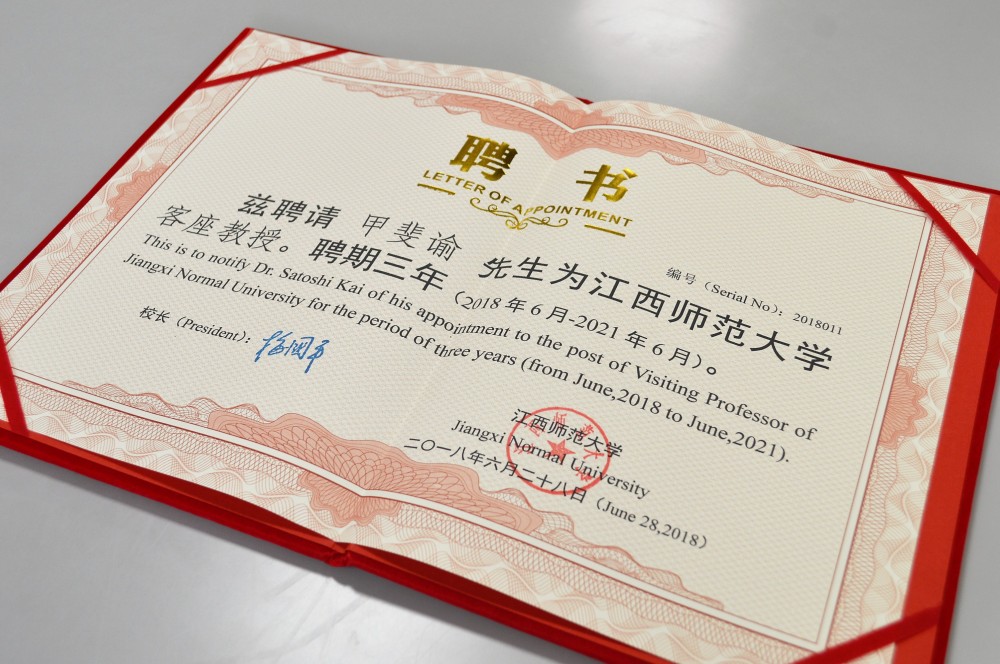 聘书
LETTER OF APPOINTMENT
编号（Serial No）：2018011
兹聘请 甲斐谕 先生为江西师范大学
客座教授。聘期三年（2018年6月-2021年6月）。
This is to notify Dr. Satoshi Kai of his appointment to the post of Visiting Professor of
Jiangxi Normal University for the period of three years (from June,2018 to June,2021).
校长（President）：
江西师范大学
Jiangxi Normal University
二〇一八年六月二十八日（June 28,2018）